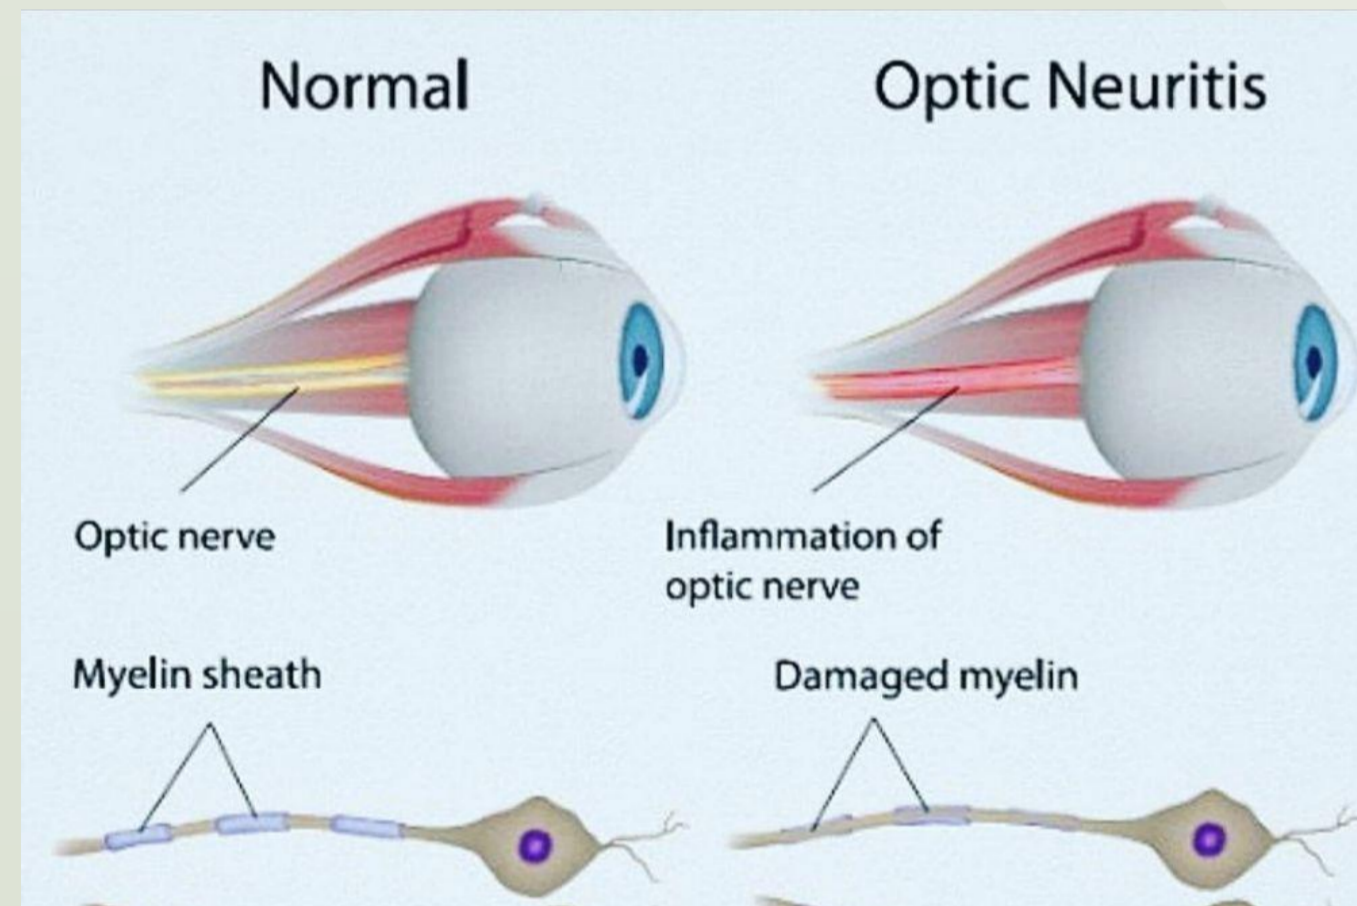 Normal
Optic Neuritis
Optic nerve
Inflammation of
optic nerve
Myelin sheath
Damaged myelin